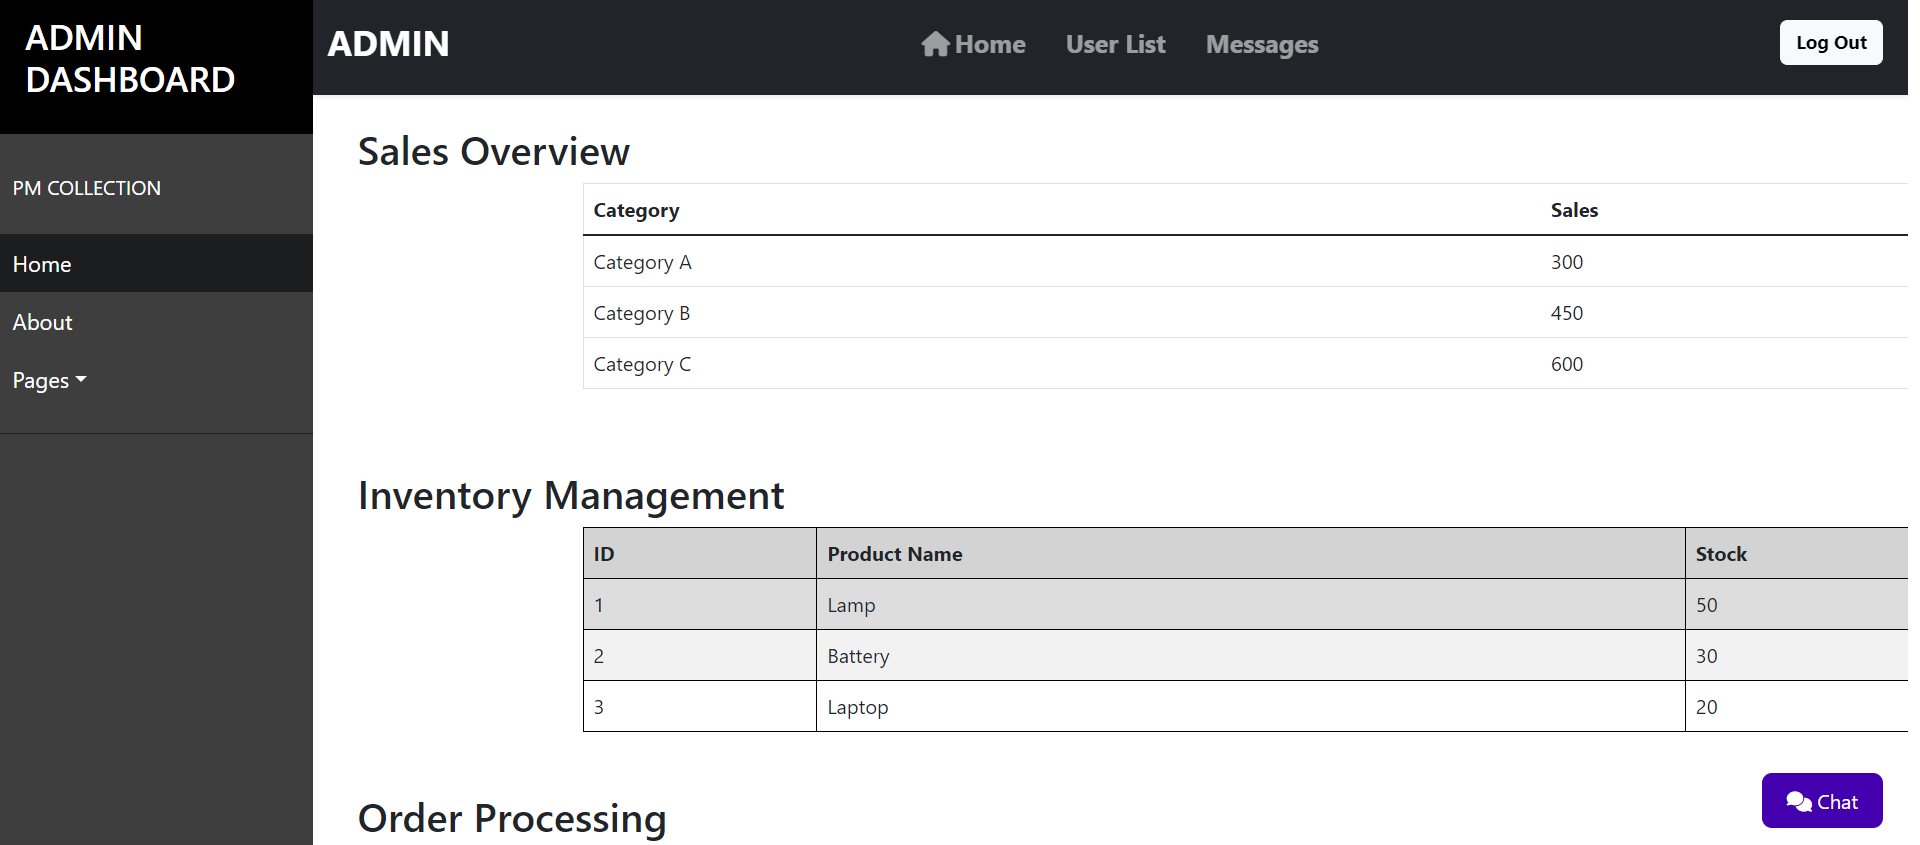 ADMIN
DASHBOARD
PM COLLECTION
Home
About
Pages
ADMIN
Home User List Messages
Log Out
Sales Overview
Category Sales
Category A 300
Category B 450
Category C 600
Inventory Management
ID Product Name Stock
1 Lamp 50
2 Battery 30
3 Laptop 20
Order Processing
Chat